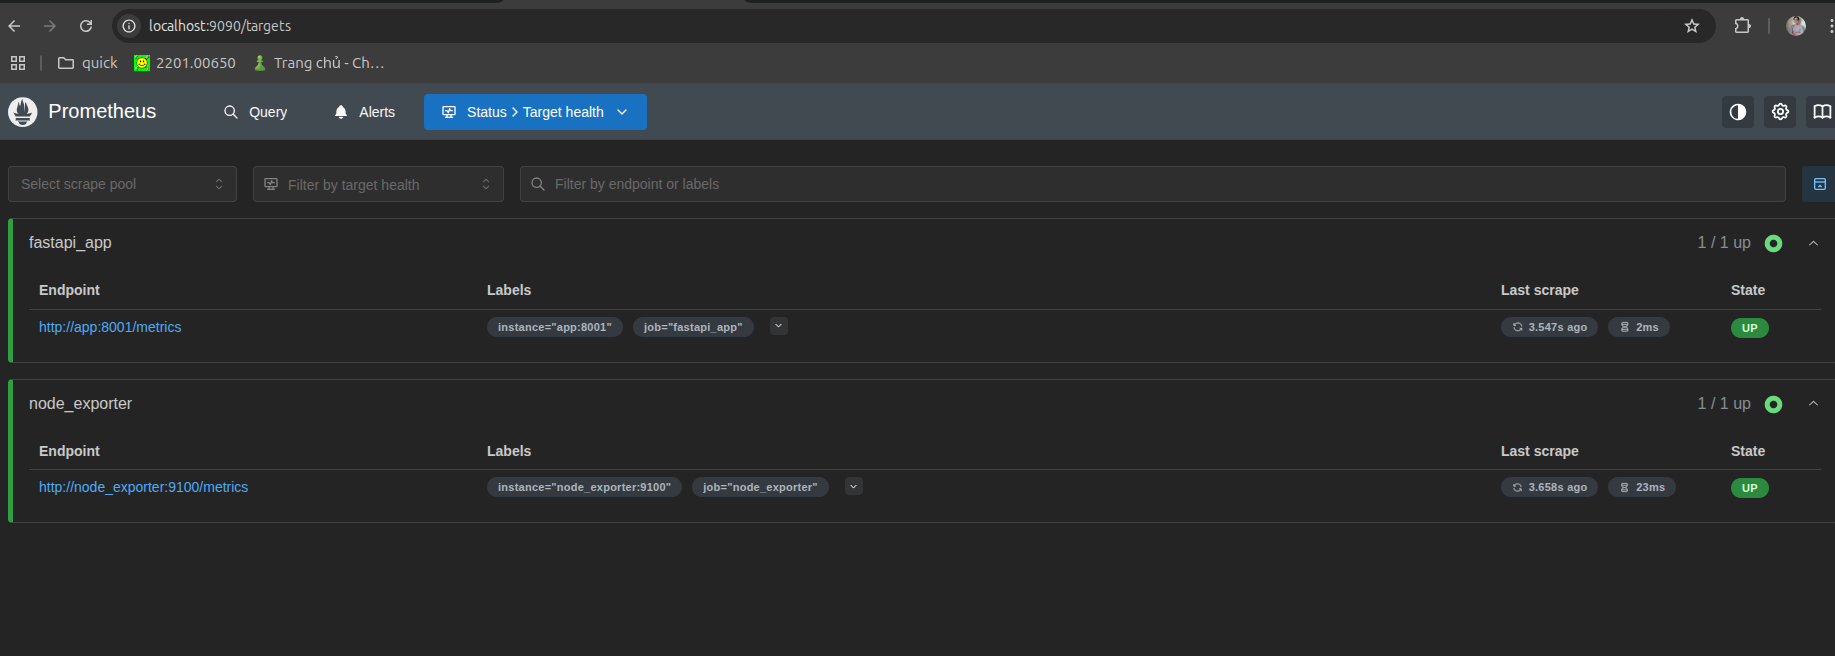 localhost:9090/targets
quick 2201.00650 Trang chủ - Ch...
Prometheus Query Alerts Status > Target health
Select scrape pool Filter by target health Filter by endpoint or labels
fastapi_app 1 / 1 up
Endpoint Labels Last scrape State
http://app:8001/metrics instance="app:8001" job="fastapi_app" 3.547s ago 2ms UP
node_exporter 1 / 1 up
Endpoint Labels Last scrape State
http://node_exporter:9100/metrics instance="node_exporter:9100" job="node_exporter" 3.658s ago 23ms UP